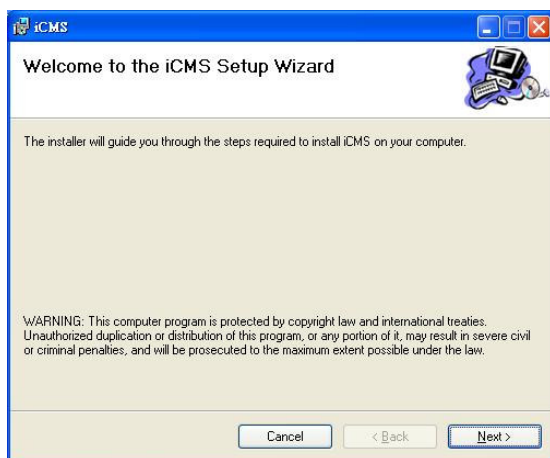 iCMS
Welcome to the iCMS Setup Wizard
The installer will guide you through the steps required to install iCMS on your computer.
WARNING: This computer program is protected by copyright law and international treaties.
Unauthorized duplication or distribution of this program, or any portion of it, may result in severe civil
or criminal penalties, and will be prosecuted to the maximum extent possible under the law.
Cancel
< Back
Next >